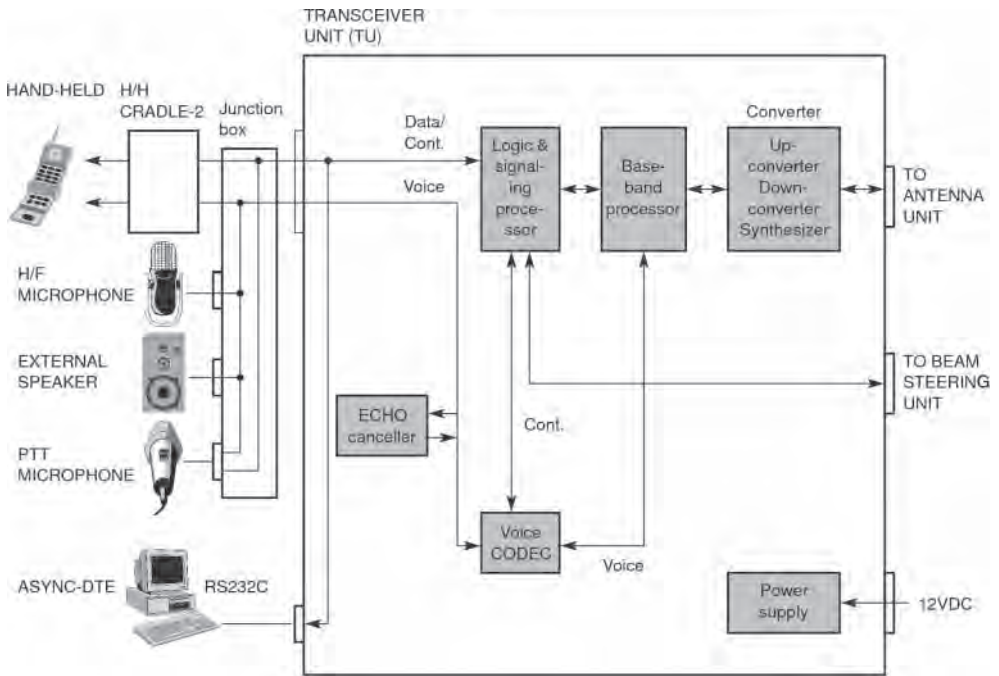 TRANSCEIVER
UNIT (TU)
HAND-HELD
H/H
CRADLE-2
Junction
box
Data/
Cont.
Voice
Logic &
signal-
ing
proce-
ssor
Base-
band
processor
Converter
Up-
converter
Down-
converter
Synthesizer
TO
ANTENNA
UNIT
H/F
MICROPHONE
EXTERNAL
SPEAKER
TO BEAM
STEERING
UNIT
ECHO
canceller
Cont.
PTT
MICROPHONE
Voice
CODEC
Voice
ASYNC-DTE
RS232C
Power
supply
12VDC